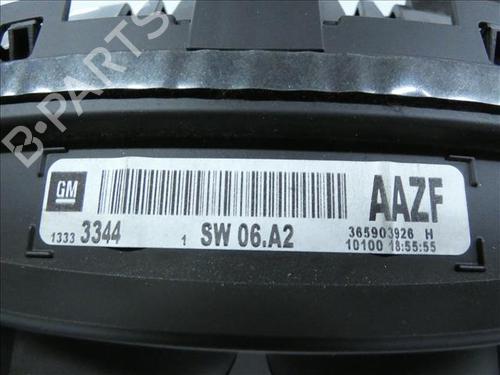 B-PARTS
GM
AAZF
1333 3344
1 SW 06.A2
365903926 H
10100 18:55:55